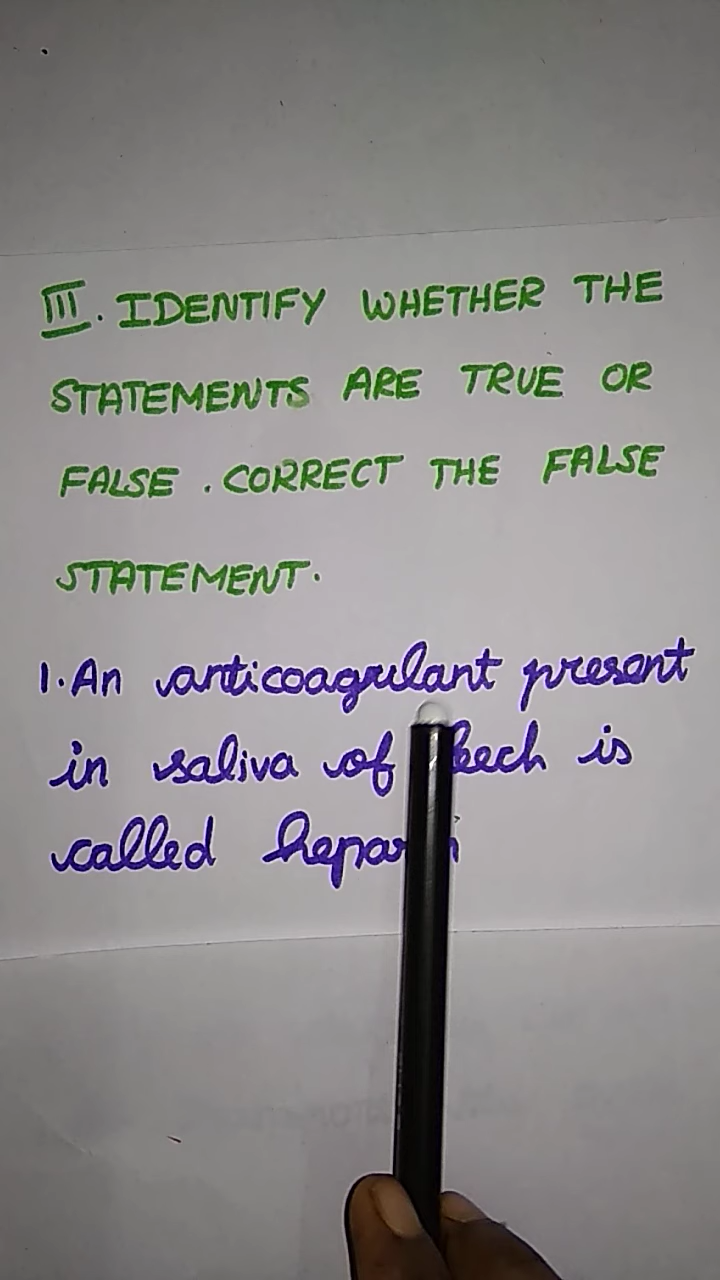 III. IDENTIFY WHETHER THE
STATEMENTS ARE TRUE OR
FALSE. CORRECT THE FALSE
STATEMENT.
1. An anticoagulant present
in saliva of leech is
called